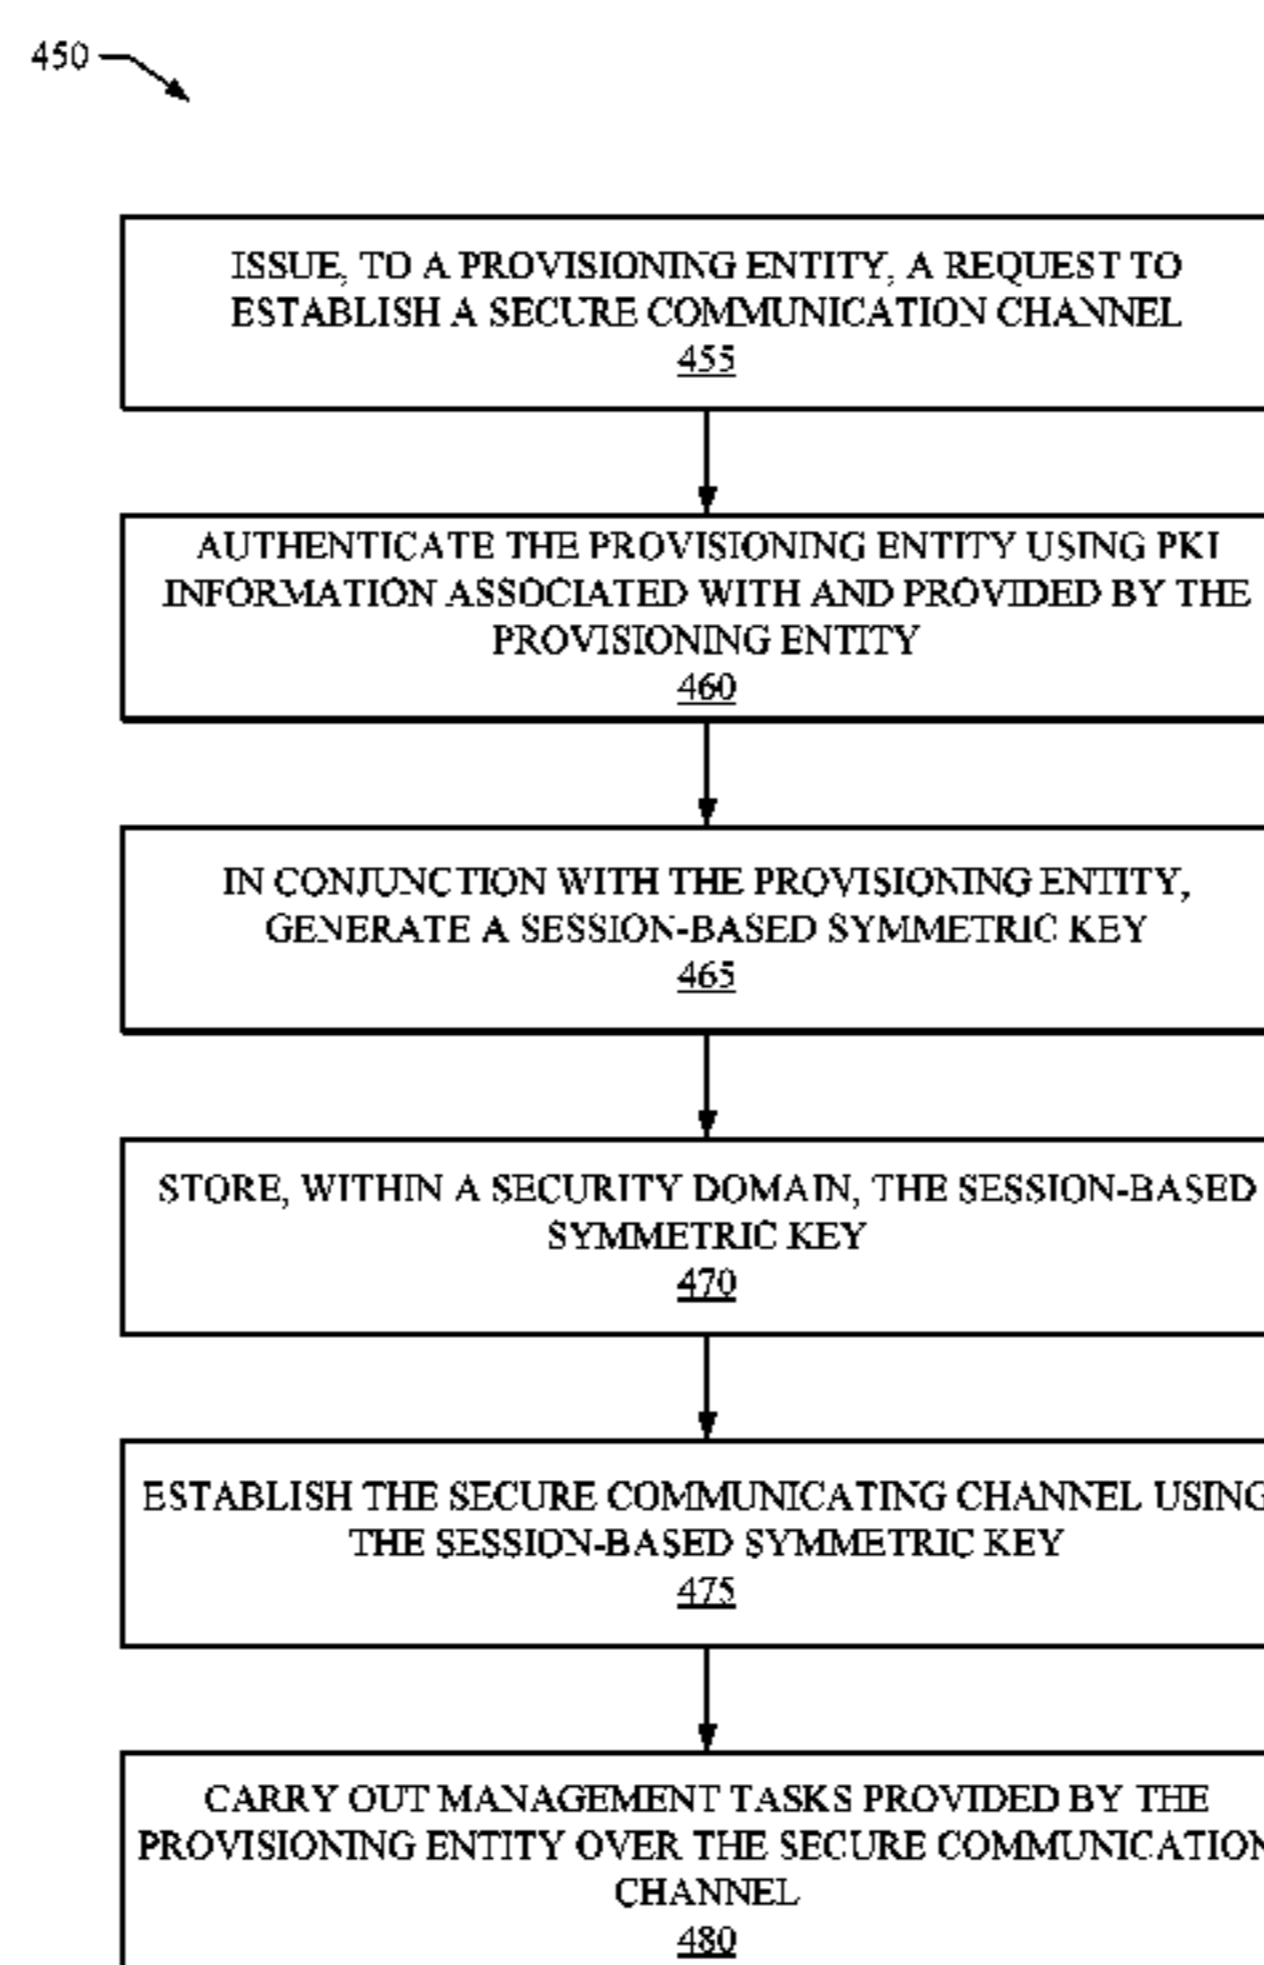 450
ISSUE, TO A PROVISIONING ENTITY, A REQUEST TO
ESTABLISH A SECURE COMMUNICATION CHANNEL
455
AUTHENTICATE THE PROVISIONING ENTITY USING PKI
INFORMATION ASSOCIATED WITH AND PROVIDED BY THE
PROVISIONING ENTITY
460
IN CONJUNCTION WITH THE PROVISIONING ENTITY,
GENERATE A SESSION-BASED SYMMETRIC KEY
465
STORE, WITHIN A SECURITY DOMAIN, THE SESSION-BASED
SYMMETRIC KEY
470
ESTABLISH THE SECURE COMMUNICATING CHANNEL USING
THE SESSION-BASED SYMMETRIC KEY
475
CARRY OUT MANAGEMENT TASKS PROVIDED BY THE
PROVISIONING ENTITY OVER THE SECURE COMMUNICATION
CHANNEL
480